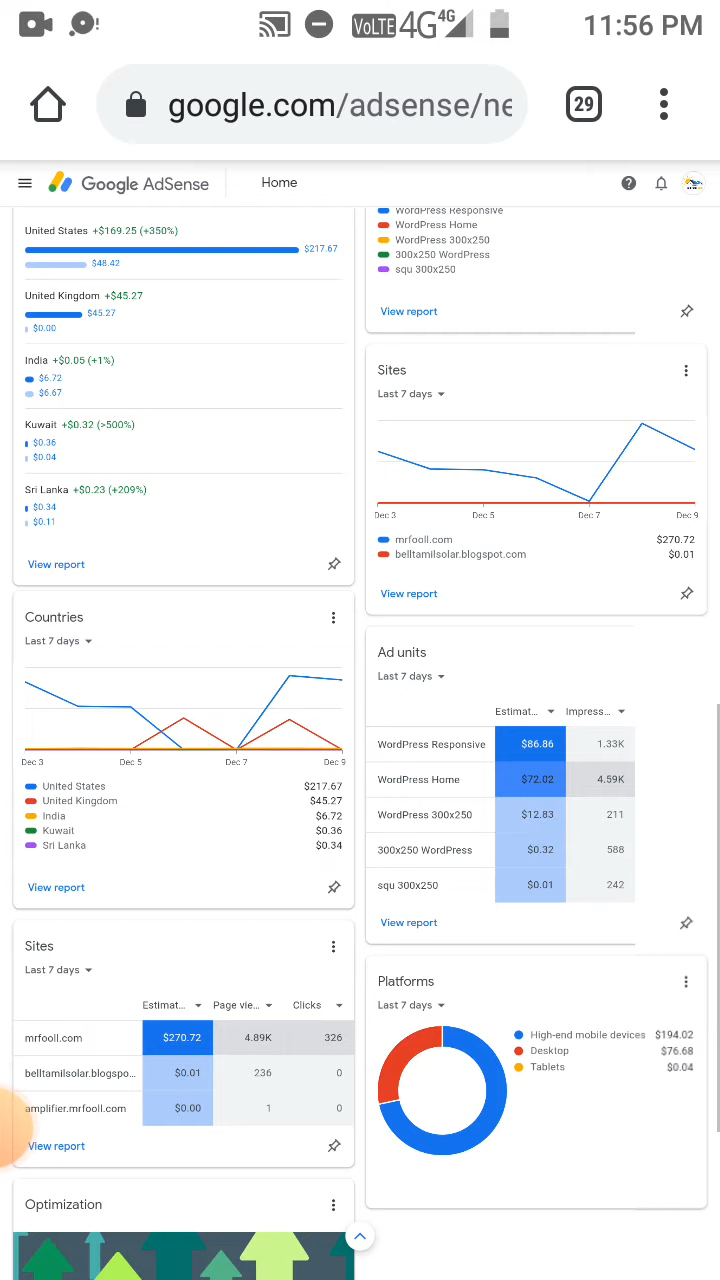 VoLTE 4G 4G 11:56 PM
google.com/adsense/ne 29
Google AdSense Home
United States +$169.25 (+350%)
$217.67
$48.42
United Kingdom +$45.27
$45.27
$0.00
India +$0.05 (+1%)
$6.72
$6.67
Kuwait +$0.32 (>500%)
$0.36
$0.04
Sri Lanka +$0.23 (+209%)
$0.34
$0.11
View report
Countries
Last 7 days
Dec 3 Dec 5 Dec 7 Dec 9
United States $217.67
United Kingdom $45.27
India $6.72
Kuwait $0.36
Sri Lanka $0.34
View report
Sites
Last 7 days
Estimat... Page vie... Clicks
mrfooll.com $270.72 4.89K 326
belltamilsolar.blogspo... $0.01 236 0
amplifier.mrfooll.com $0.00 1 0
View report
Optimization
WordPress Responsive
WordPress Home
WordPress 300x250
300x250 WordPress
squ 300x250
View report
Sites
Last 7 days
Dec 3 Dec 5 Dec 7 Dec 9
mrfooll.com $270.72
belltamilsolar.blogspot.com $0.01
View report
Ad units
Last 7 days
Estimat... Impress...
WordPress Responsive $86.86 1.33K
WordPress Home $72.02 4.59K
WordPress 300x250 $12.83 211
300x250 WordPress $0.32 588
squ 300x250 $0.01 242
View report
Platforms
Last 7 days
High-end mobile devices $194.02
Desktop $76.68
Tablets $0.04